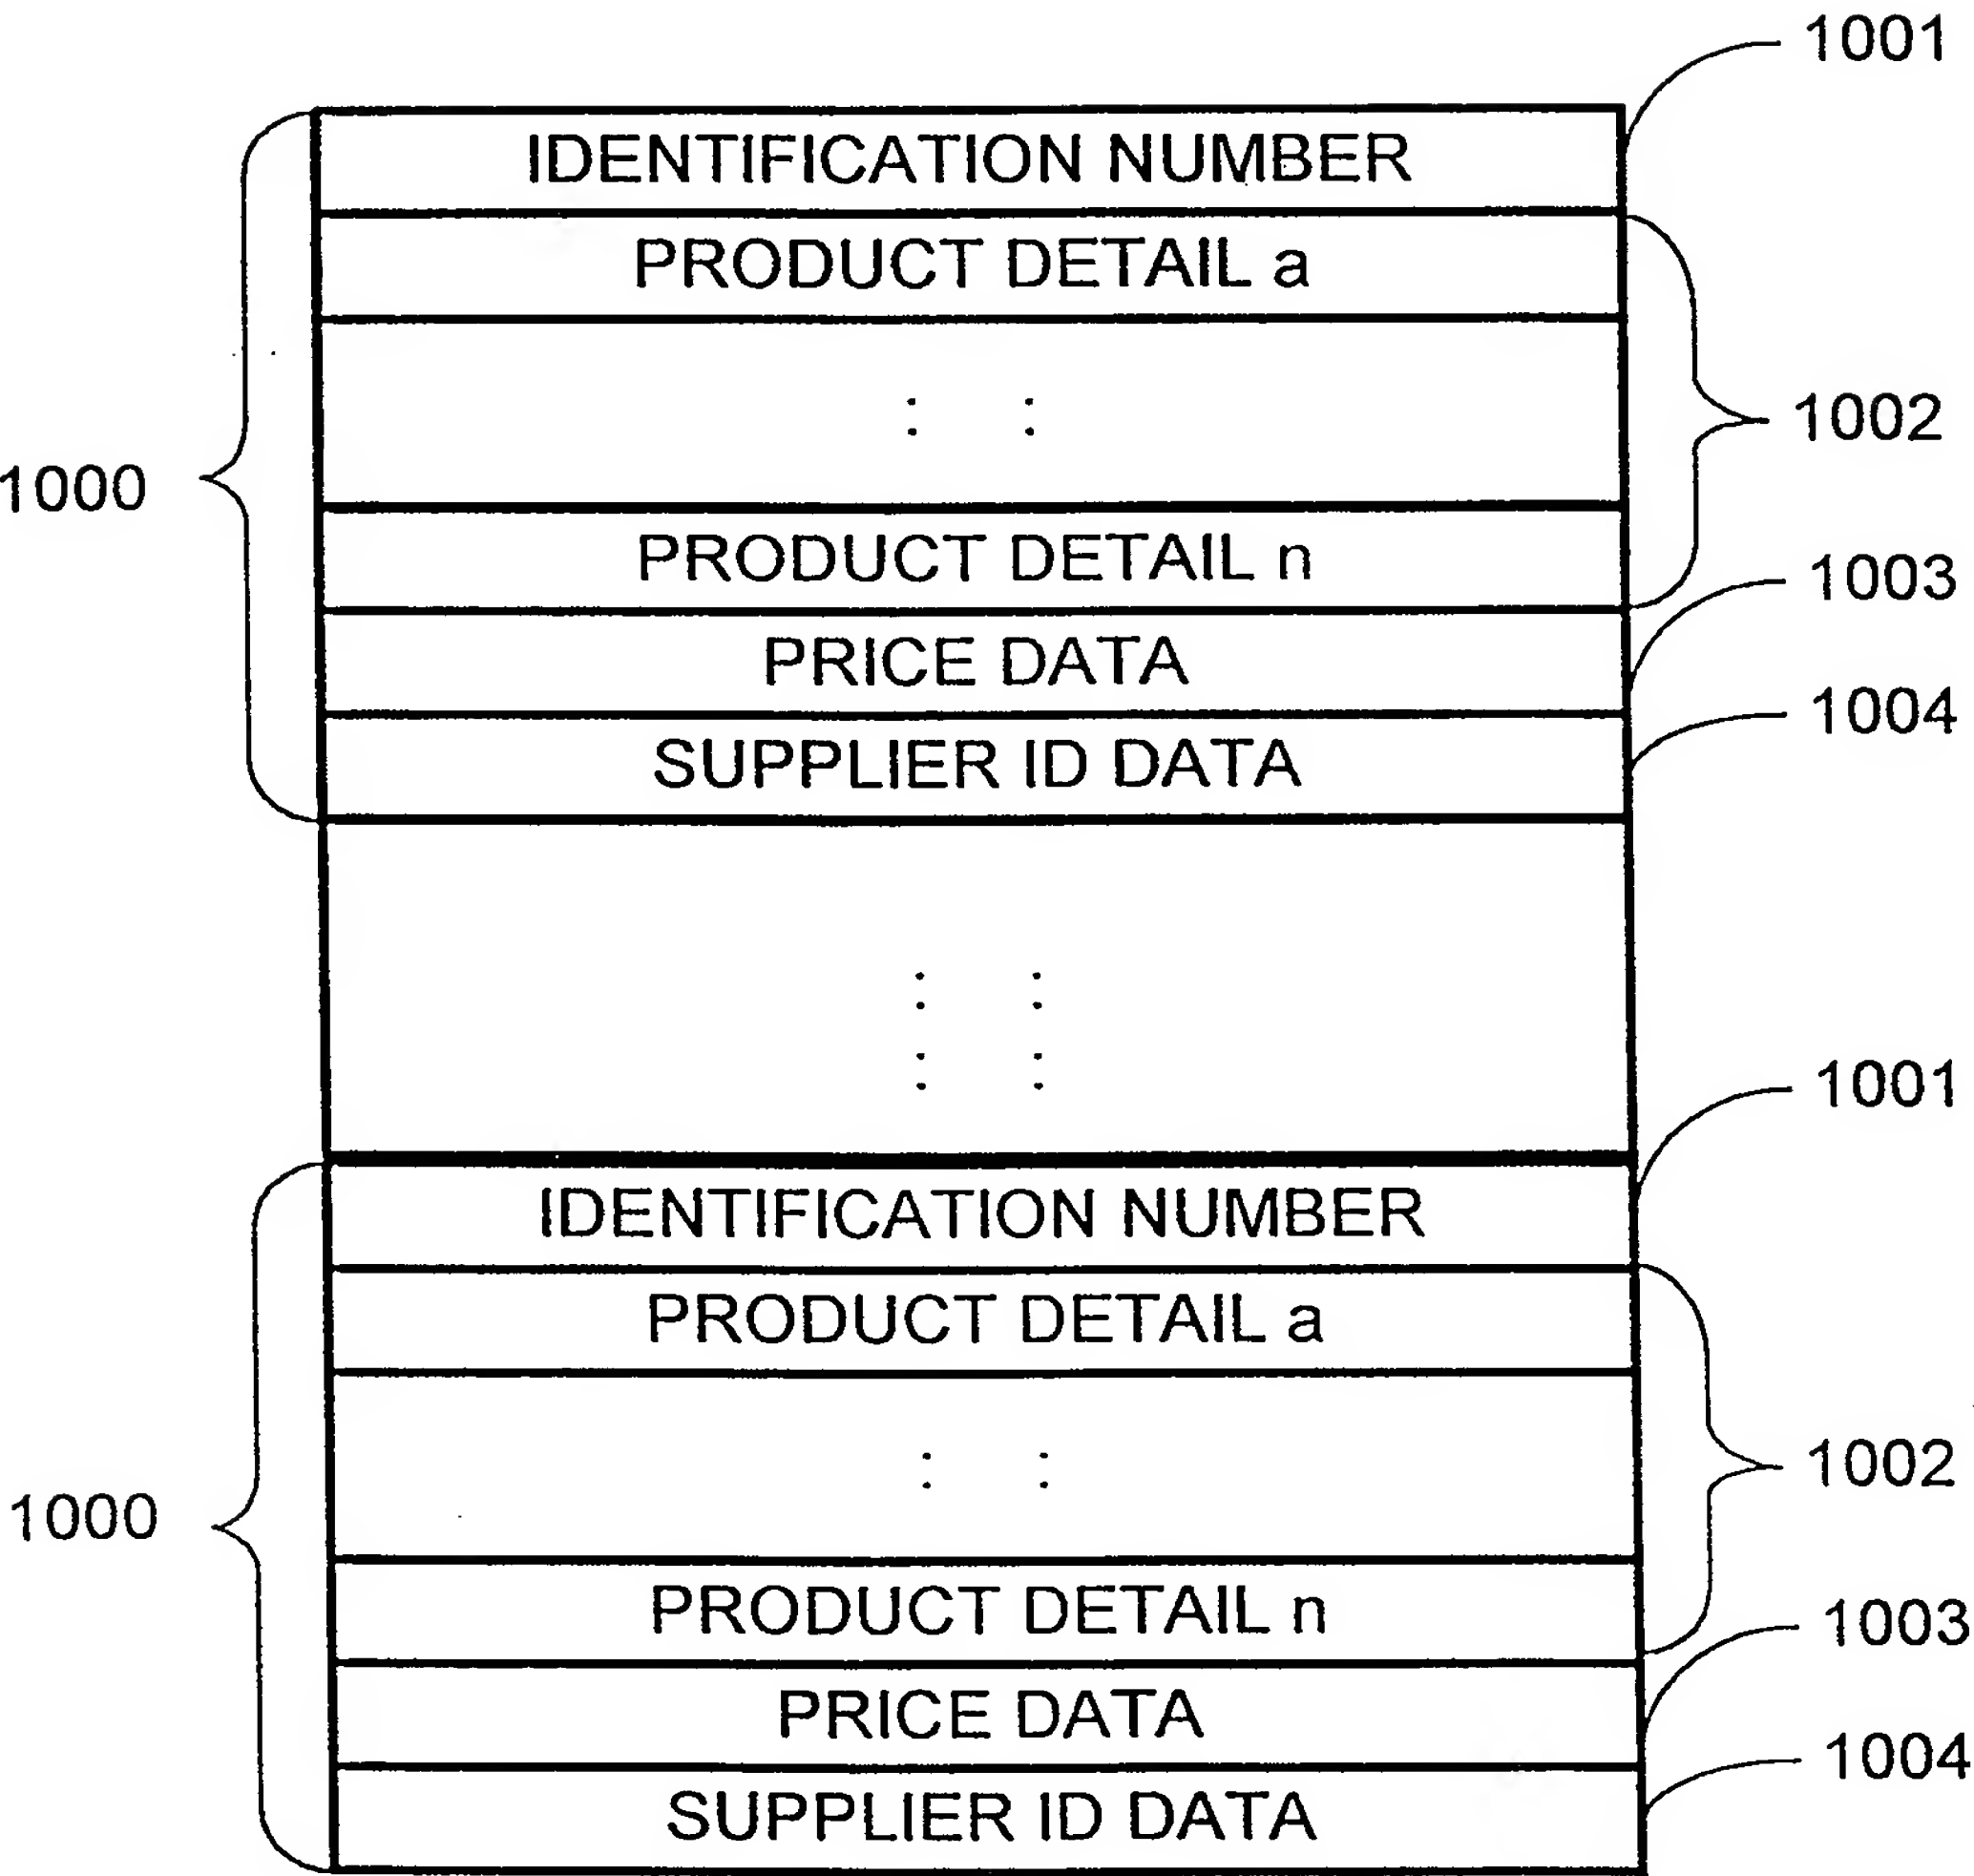 1001
IDENTIFICATION NUMBER
PRODUCT DETAIL a
: :
1002
1000
PRODUCT DETAIL n
1003
PRICE DATA
1004
SUPPLIER ID DATA
: :
: :
1001
IDENTIFICATION NUMBER
PRODUCT DETAIL a
: :
1002
1000
PRODUCT DETAIL n
1003
PRICE DATA
1004
SUPPLIER ID DATA